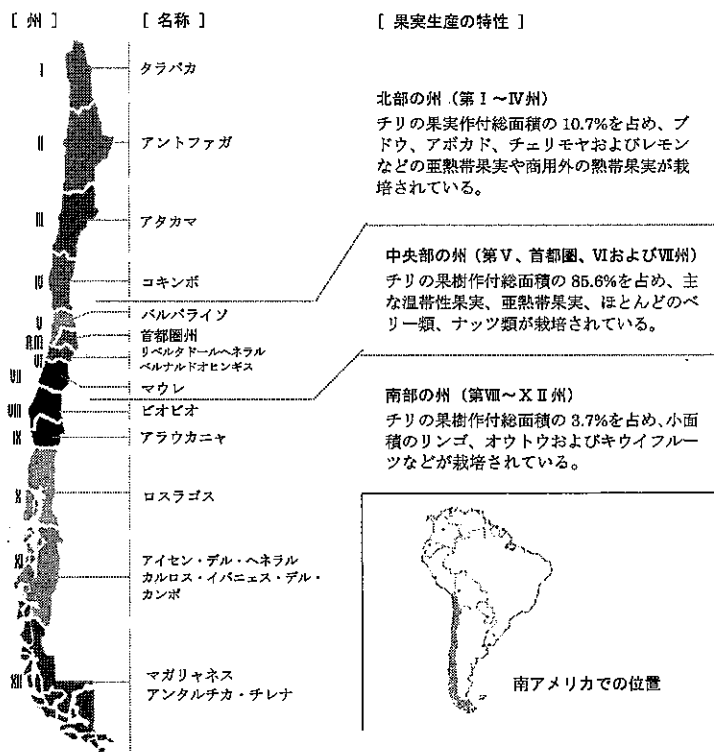 [ 州 ]
[ 名称 ]
[ 果実生産の特性 ]
I
タラパカ
II
アントファガ
III
アタカマ
IV
コキンボ
V
バルパライソ
R.M
首都圏州
VI
リベルタドールヘネラル
ベルナルドオヒンギス
VII
マウレ
VIII
ビオビオ
IX
アラウカニャ
X
ロスラゴス
XI
アイセン・デル・ヘネラル
カルロス・イバニェス・デル・
カンポ
XII
マガリャネス
アンタルチカ・チレナ
北部の州(第Ⅰ~Ⅳ州)
チリの果実作付総面積の 10.7%を占め、ブ
ドウ、アボカド、チェリモヤおよびレモン
などの亜熱帯果実や商用外の熱帯果実が栽
培されている。
中央部の州(第Ⅴ、首都圏、ⅥおよびⅦ州)
チリの果樹作付総面積の 85.6%を占め、主
な温帯性果実、亜熱帯果実、ほとんどのベ
リー類、ナッツ類が栽培されている。
南部の州(第Ⅷ~ⅩⅡ州)
チリの果樹作付総面積の 3.7%を占め、小面
積のリンゴ、オウトウおよびキウイフルー
ツなどが栽培されている。
南アメリカでの位置